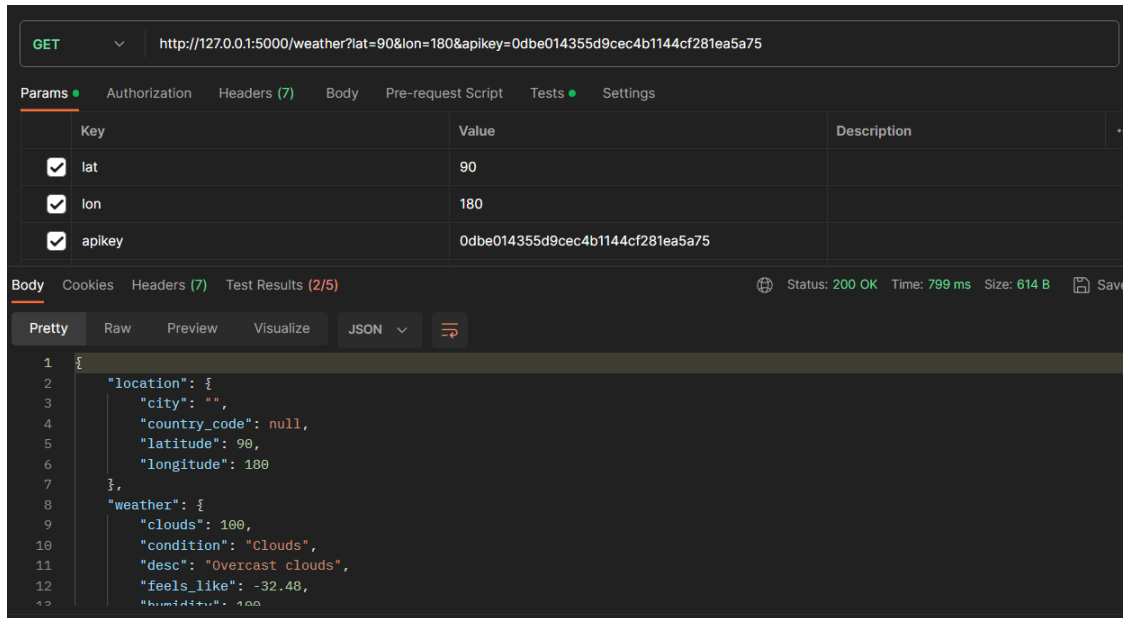 GET http://127.0.0.1:5000/weather?lat=90&lon=180&apikey=0dbe014355d9cec4b1144cf281ea5a75
Params Authorization Headers (7) Body Pre-request Script Tests Settings
Key Value Description
lat 90
lon 180
apikey 0dbe014355d9cec4b1144cf281ea5a75
Body Cookies Headers (7) Test Results (2/5) Status: 200 OK Time: 799 ms Size: 614 B Save
Pretty Raw Preview Visualize JSON
1 {
2 "location": {
3 "city": "",
4 "country_code": null,
5 "latitude": 90,
6 "longitude": 180
7 },
8 "weather": {
9 "clouds": 100,
10 "condition": "Clouds",
11 "desc": "Overcast clouds",
12 "feels_like": -32.48,
13 "humidity": 100